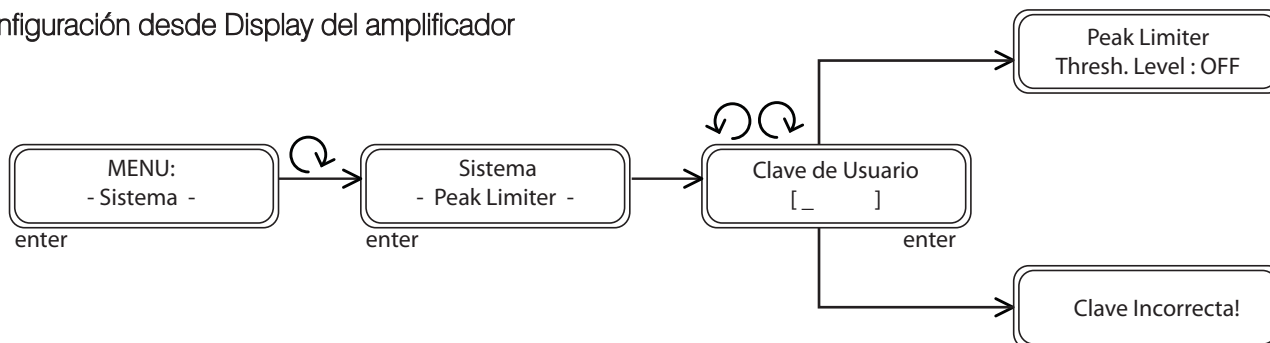 nfiguración desde Display del amplificador
Peak Limiter
Thresh. Level : OFF
MENU:
- Sistema -
enter
Sistema
- Peak Limiter -
enter
Clave de Usuario
[ _ ]
enter
Clave Incorrecta!